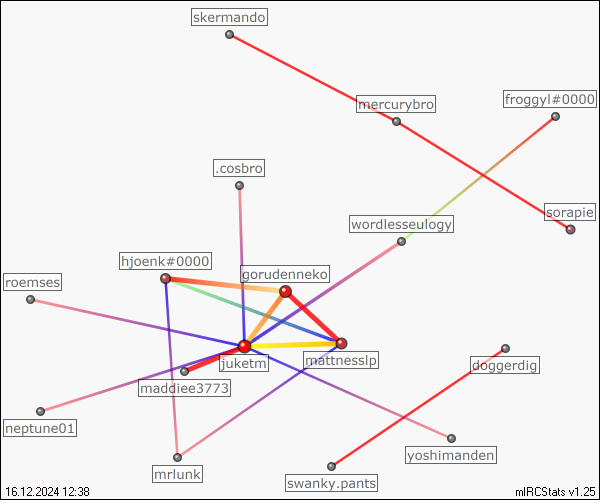 skermando
froggyl#0000
mercurybro
.cosbro
sorapie
wordlesseulogy
hjoenk#0000
gorudenneko
roemses
juketm
mattnesslp
doggerdig
maddiee3773
neptune01
yoshimanden
mrlunk
swanky.pants
16.12.2024 12:38
mIRCStats v1.25